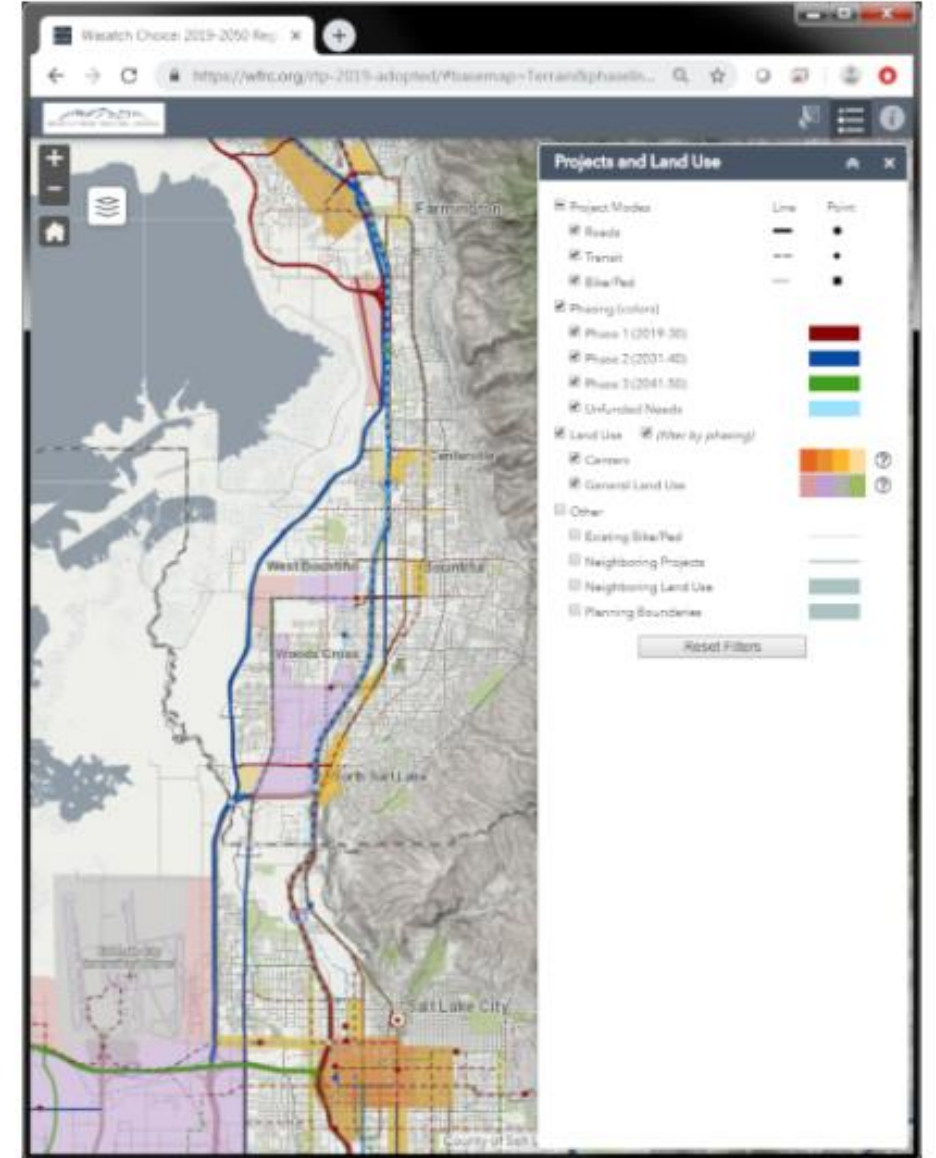 Wasatch Choice: 2019-2050 Reg
https://wfrc.org/rtp-2019-adopted/#basemap=Terrain&phaseIn...
Projects and Land Use
Project Modes Line Point
Roads
Transit
Bike/Ped
Phasing (colors)
Phase 1 (2019-30)
Phase 2 (2031-40)
Phase 3 (2041-50)
Unfunded Needs
Land Use (filter by phasing)
Centers
General Land Use
Other
Existing Bike/Ped
Neighboring Projects
Neighboring Land Use
Planning Boundaries
Reset Filters
Farmington
Centerville
West Bountiful
Bountiful
Woods Cross
North Salt Lake
Salt Lake City
County of Salt L